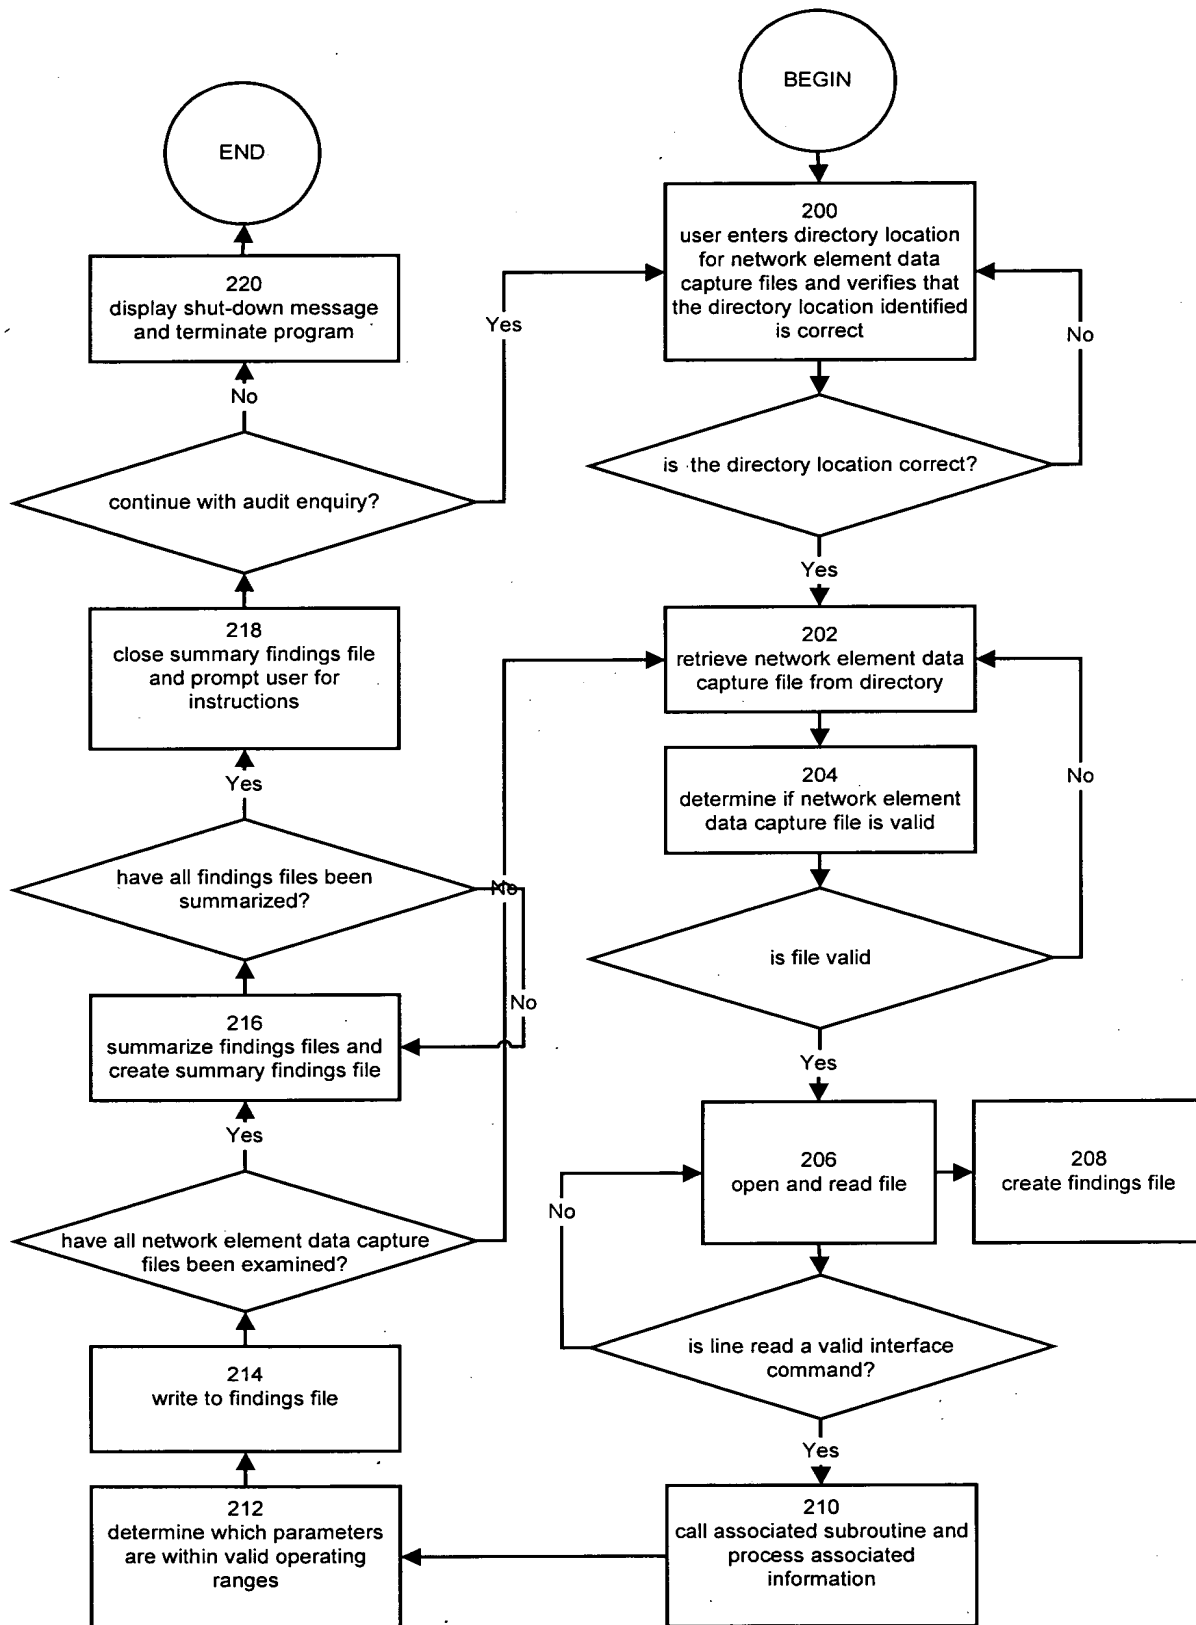 BEGIN
END
200
user enters directory location
for network element data
capture files and verifies that
the directory location identified
is correct
No
is the directory location correct?
Yes
202
retrieve network element data
capture file from directory
204
determine if network element
data capture file is valid
No
is file valid
Yes
206
open and read file
208
create findings file
No
is line read a valid interface
command?
Yes
210
call associated subroutine and
process associated
information
212
determine which parameters
are within valid operating
ranges
214
write to findings file
have all network element data capture
files been examined?
No
Yes
216
summarize findings files and
create summary findings file
have all findings files been
summarized?
No
Yes
218
close summary findings file
and prompt user for
instructions
continue with audit enquiry?
Yes
No
220
display shut-down message
and terminate program